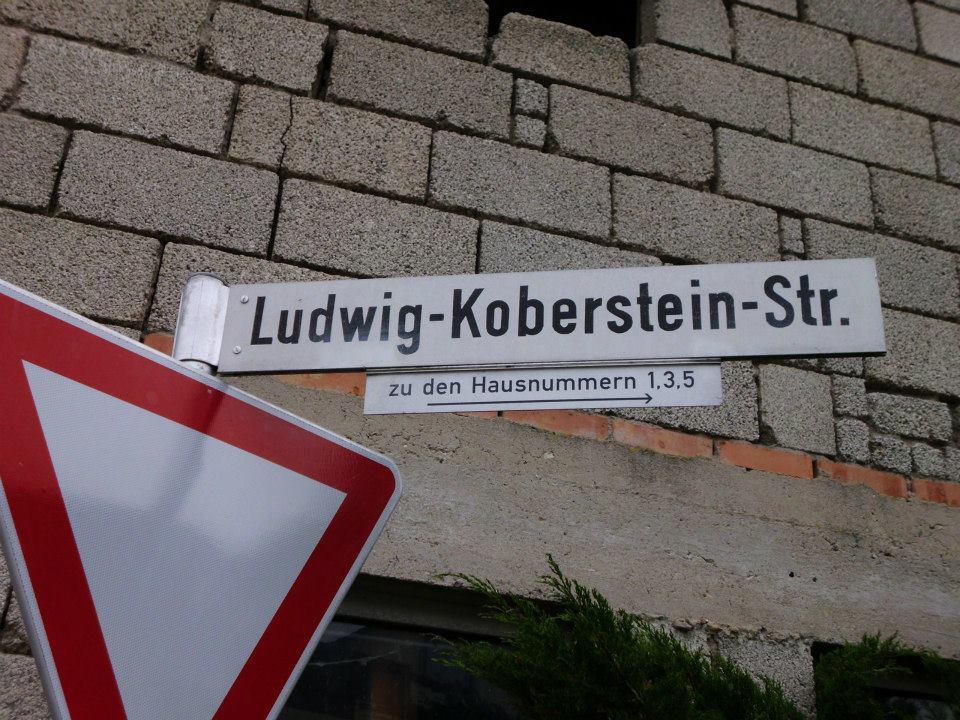 Ludwig-Koberstein-Str.
zu den Hausnummern 1,3,5